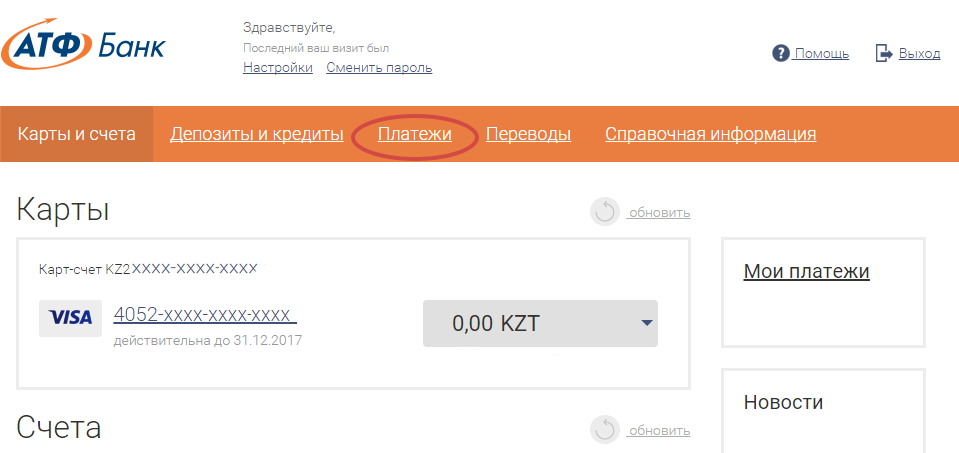 АТФ Банк
Здравствуйте,
Последний ваш визит был
Настройки Сменить пароль
? Помощь Выход
Карты и счета Депозиты и кредиты Платежи Переводы Справочная информация
Карты обновить
Карт-счет KZ2XXXX-XXXX-XXXX
VISA 4052-xxxx-xxxx-xxxx 0,00 KZT
действительна до 31.12.2017
Мои платежи
Новости
Счета обновить